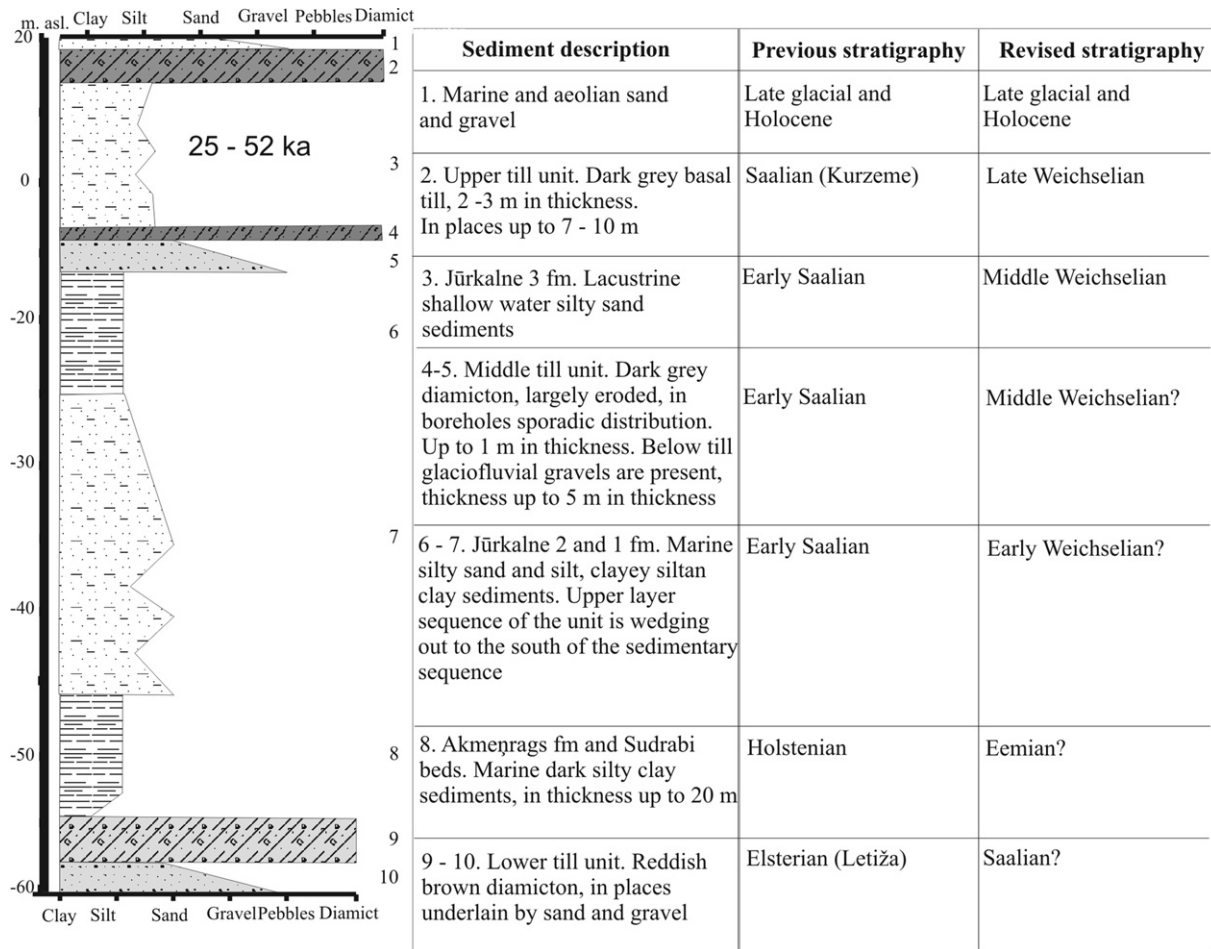 m. asl. Clay Silt Sand Gravel Pebbles Diamict
20
0
-20
-30
-40
-50
-60
25 - 52 ka
1
2
3
4
5
6
7
8
9
10
Clay Silt Sand Gravel Pebbles Diamict
Sediment description Previous stratigraphy Revised stratigraphy
1. Marine and aeolian sand
and gravel
Late glacial and
Holocene
Late glacial and
Holocene
2. Upper till unit. Dark grey basal
till, 2 -3 m in thickness.
In places up to 7 - 10 m
Saalian (Kurzeme)
Late Weichselian
3. Jūrkalne 3 fm. Lacustrine
shallow water silty sand
sediments
Early Saalian
Middle Weichselian
4-5. Middle till unit. Dark grey
diamicton, largely eroded, in
boreholes sporadic distribution.
Up to 1 m in thickness. Below till
glaciofluvial gravels are present,
thickness up to 5 m in thickness
Early Saalian
Middle Weichselian?
6 - 7. Jūrkalne 2 and 1 fm. Marine
silty sand and silt, clayey siltan
clay sediments. Upper layer
sequence of the unit is wedging
out to the south of the sedimentary
sequence
Early Saalian
Early Weichselian?
8. Akmeņrags fm and Sudrabi
beds. Marine dark silty clay
sediments, in thickness up to 20 m
Holstenian
Eemian?
9 - 10. Lower till unit. Reddish
brown diamicton, in places
underlain by sand and gravel
Elsterian (Letiža)
Saalian?